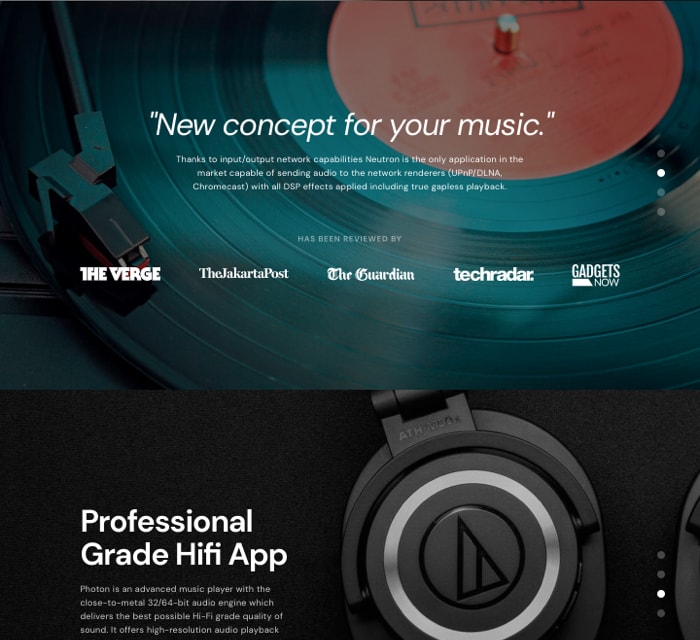 "New concept for your music."
Thanks to input/output network capabilities Neutron is the only application in the
market capable of sending audio to the network renderers (UPnP/DLNA,
Chromecast) with all DSP effects applied including true gapless playback.
HAS BEEN REVIEWED BY
THE VERGE
TheJakartaPost
The Guardian
techradar.
GADGETS
NOW
Professional
Grade Hifi App
Photon is an advanced music player with the
close-to-metal 32/64-bit audio engine which
delivers the best possible Hi-Fi grade quality of
sound. It offers high-resolution audio playback